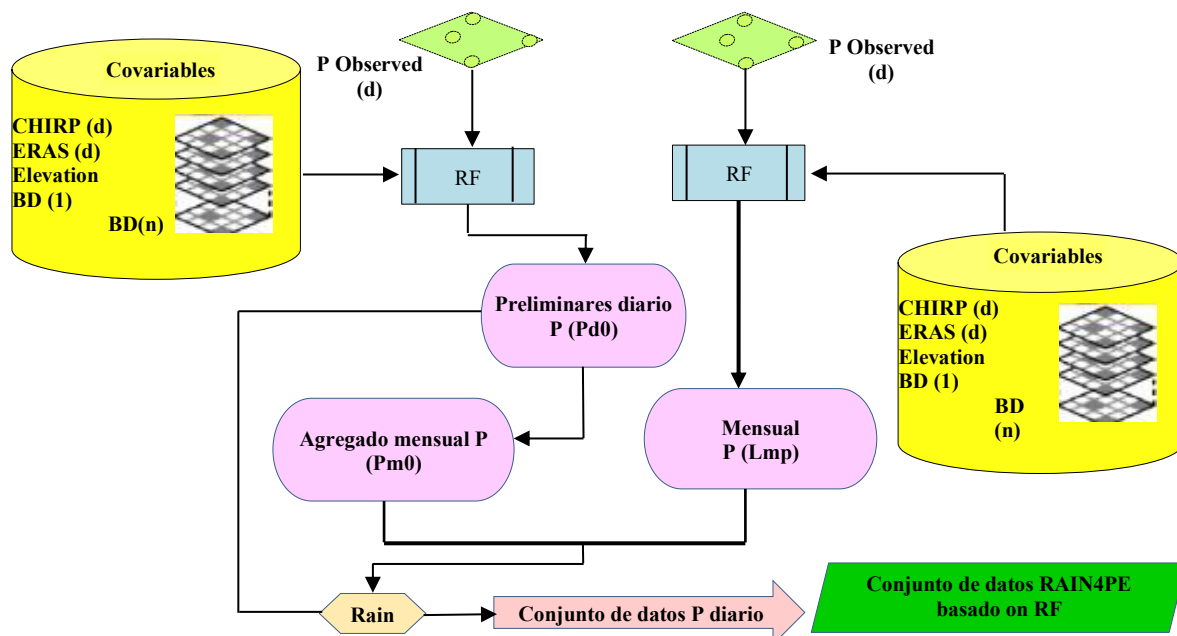 P Observed
(d)
P Observed
(d)
Covariables
CHIRP (d)
ERAS (d)
Elevation
BD (1)
BD(n)
RF
RF
Covariables
CHIRP (d)
ERAS (d)
Elevation
BD (1)
BD
(n)
Preliminares diario
P (Pd0)
Agregado mensual P
(Pm0)
Mensual
P (Lmp)
Rain
Conjunto de datos P diario
Conjunto de datos RAIN4PE
basado on RF